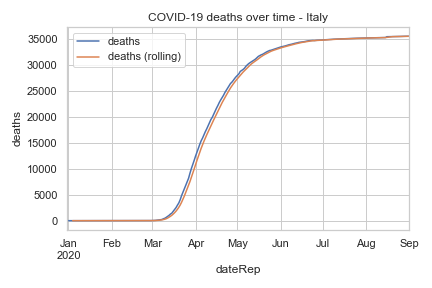 COVID-19 deaths over time - Italy
deaths
deaths (rolling)
35000
30000
25000
20000
15000
10000
5000
0
deaths
Jan Feb Mar Apr May Jun Jul Aug Sep
2020
dateRep